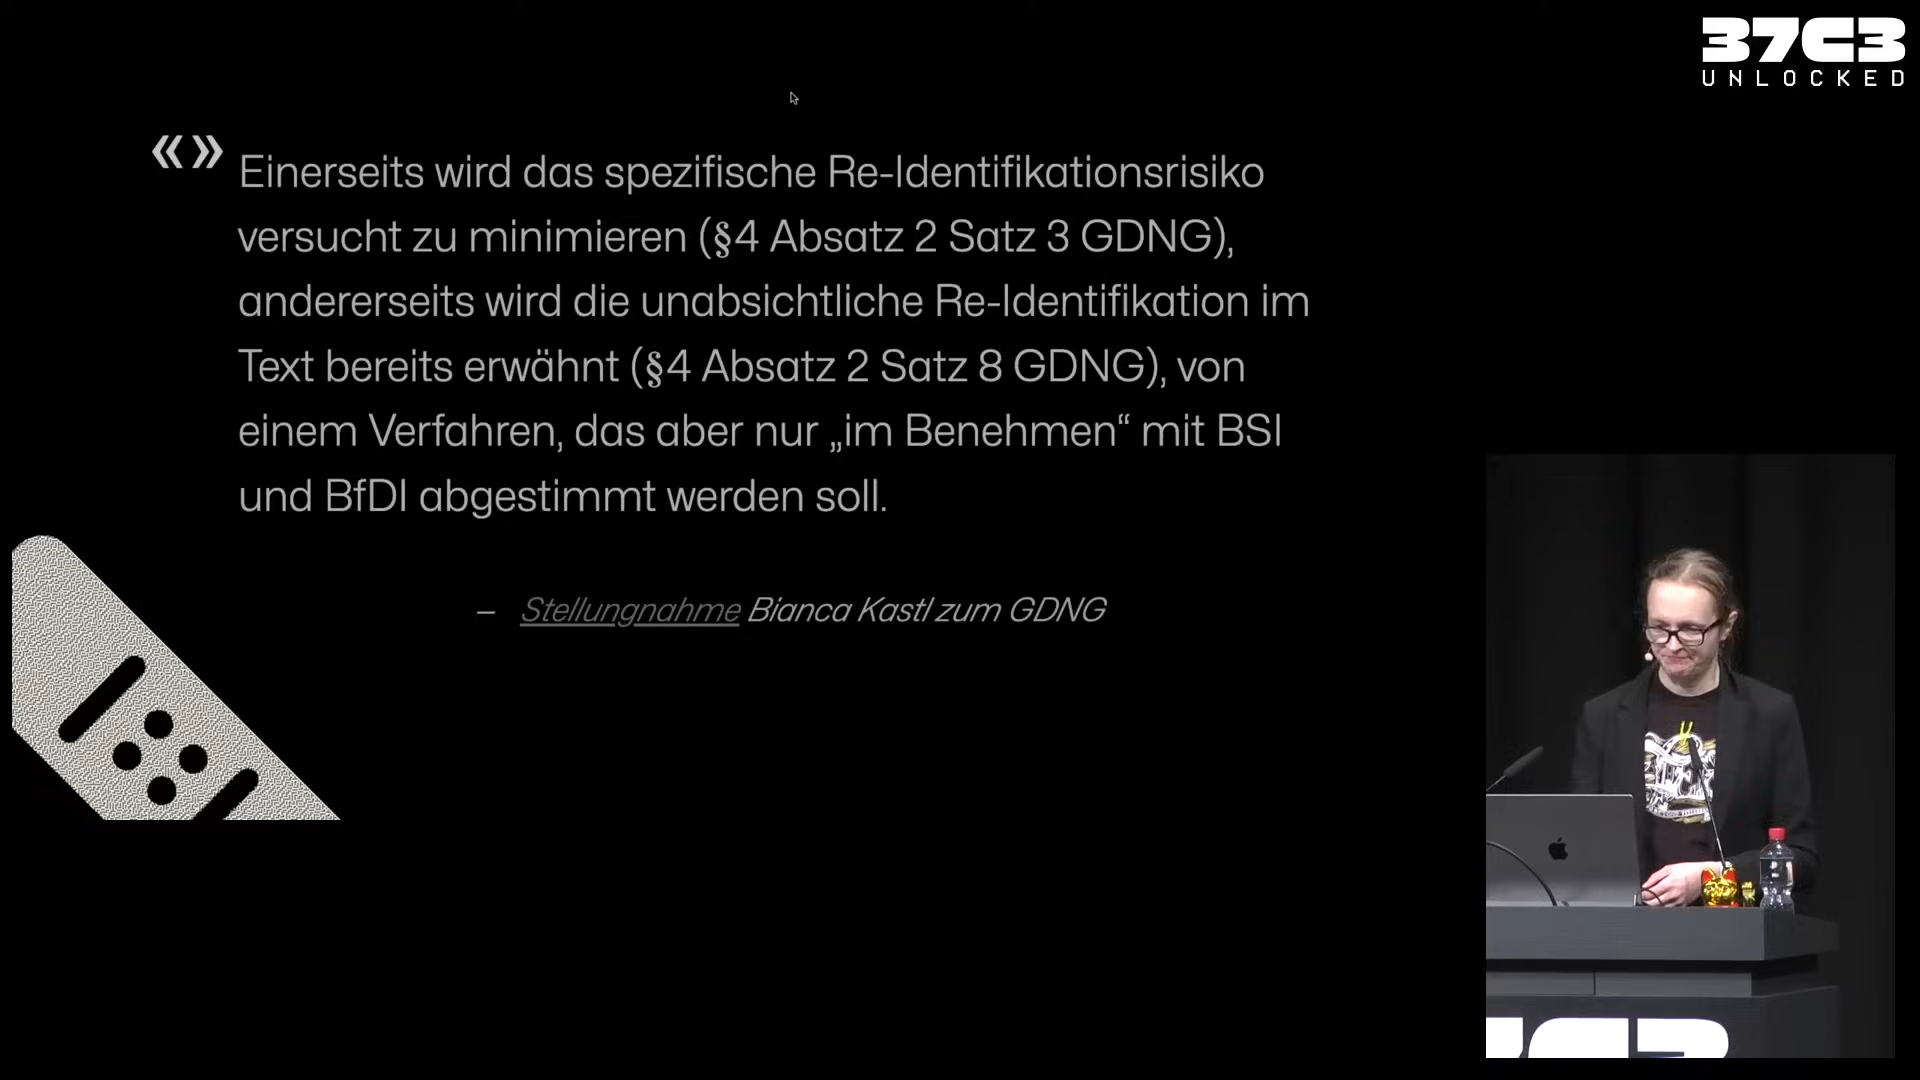 37C3
UNLOCKED
«»
Einerseits wird das spezifische Re-Identifikationsrisiko
versucht zu minimieren (§4 Absatz 2 Satz 3 GDNG),
andererseits wird die unabsichtliche Re-Identifikation im
Text bereits erwähnt (§4 Absatz 2 Satz 8 GDNG), von
einem Verfahren, das aber nur „im Benehmen“ mit BSI
und BfDI abgestimmt werden soll.
– Stellungnahme Bianca Kastl zum GDNG